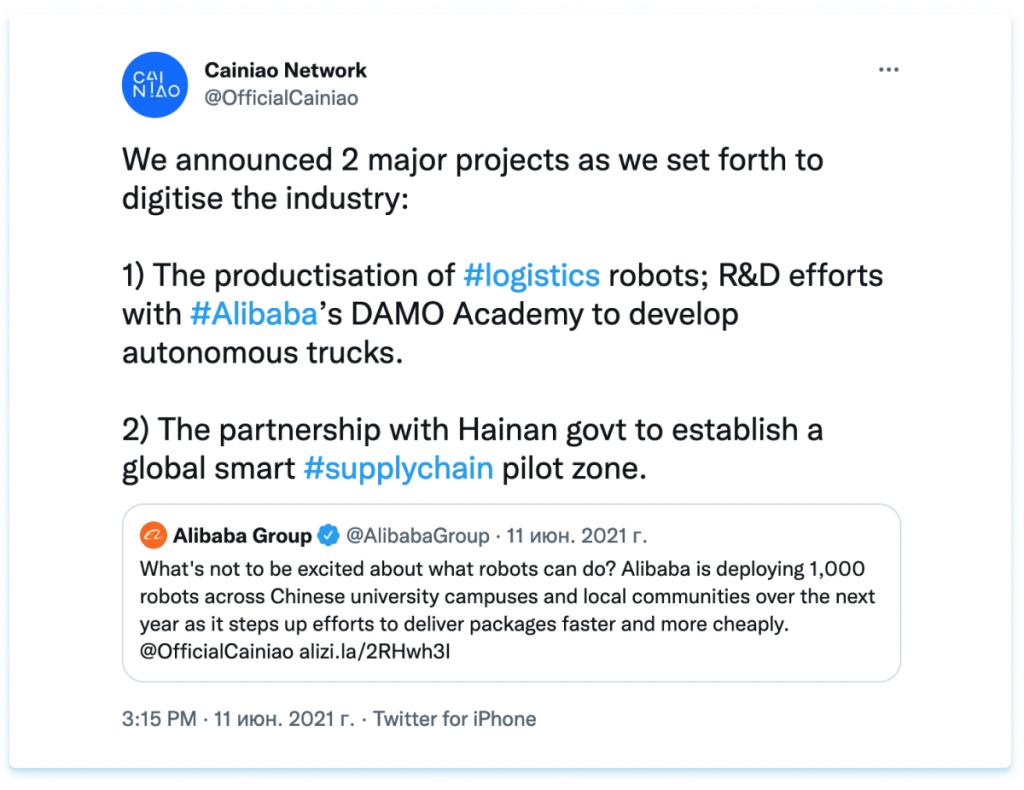 CAI
NIAO
Cainiao Network
@OfficialCainiao
We announced 2 major projects as we set forth to
digitise the industry:
1) The productisation of #logistics robots; R&D efforts
with #Alibaba’s DAMO Academy to develop
autonomous trucks.
2) The partnership with Hainan govt to establish a
global smart #supplychain pilot zone.
Alibaba Group @AlibabaGroup · 11 июн. 2021 г.
What's not to be excited about what robots can do? Alibaba is deploying 1,000
robots across Chinese university campuses and local communities over the next
year as it steps up efforts to deliver packages faster and more cheaply.
@OfficialCainiao alizi.la/2RHwh3I
3:15 PM · 11 июн. 2021 г. · Twitter for iPhone